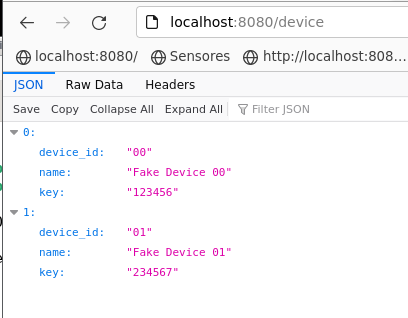 localhost:8080/device
localhost:8080/ Sensores http://localhost:808...
JSON Raw Data Headers
Save Copy Collapse All Expand All Filter JSON
0:
device_id: "00"
name: "Fake Device 00"
key: "123456"
1:
device_id: "01"
name: "Fake Device 01"
key: "234567"